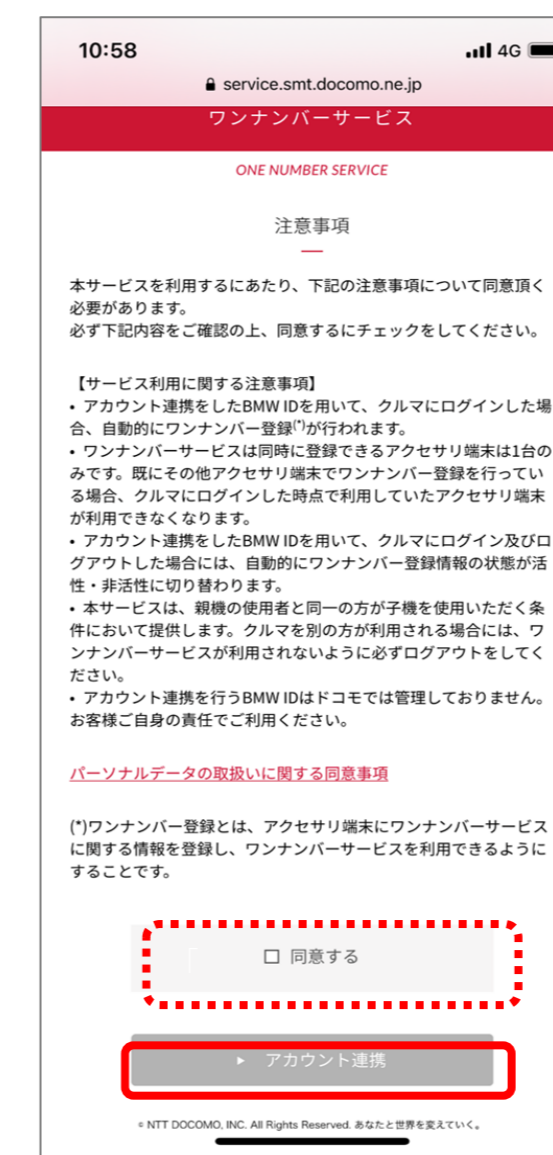 10:58
4G
service.smt.docomo.ne.jp
ワンナンバーサービス
ONE NUMBER SERVICE
注意事項
本サービスを利用するにあたり、下記の注意事項について同意頂く
必要があります。
必ず下記内容をご確認の上、同意するにチェックをしてください。
【サービス利用に関する注意事項】
• アカウント連携をしたBMW IDを用いて、クルマにログインした場
合、自動的にワンナンバー登録(*)が行われます。
• ワンナンバーサービスは同時に登録できるアクセサリ端末は1台の
みです。既にその他アクセサリ端末でワンナンバー登録を行ってい
る場合、クルマにログインした時点で利用していたアクセサリ端末
が利用できなくなります。
• アカウント連携をしたBMW IDを用いて、クルマにログイン及びロ
グアウトした場合には、自動的にワンナンバー登録情報の状態が活
性・非活性に切り替わります。
• 本サービスは、親機の使用者と同一の方が子機を使用いただく条
件において提供します。クルマを別の方が利用される場合には、ワ
ンナンバーサービスが利用されないように必ずログアウトをしてく
ださい。
• アカウント連携を行うBMW IDはドコモでは管理しておりません。
お客様ご自身の責任でご利用ください。
パーソナルデータの取扱いに関する同意事項
(*)ワンナンバー登録とは、アクセサリ端末にワンナンバーサービス
に関する情報を登録し、ワンナンバーサービスを利用できるように
することです。
同意する
アカウント連携
© NTT DOCOMO, INC. All Rights Reserved. あなたと世界を変えていく。